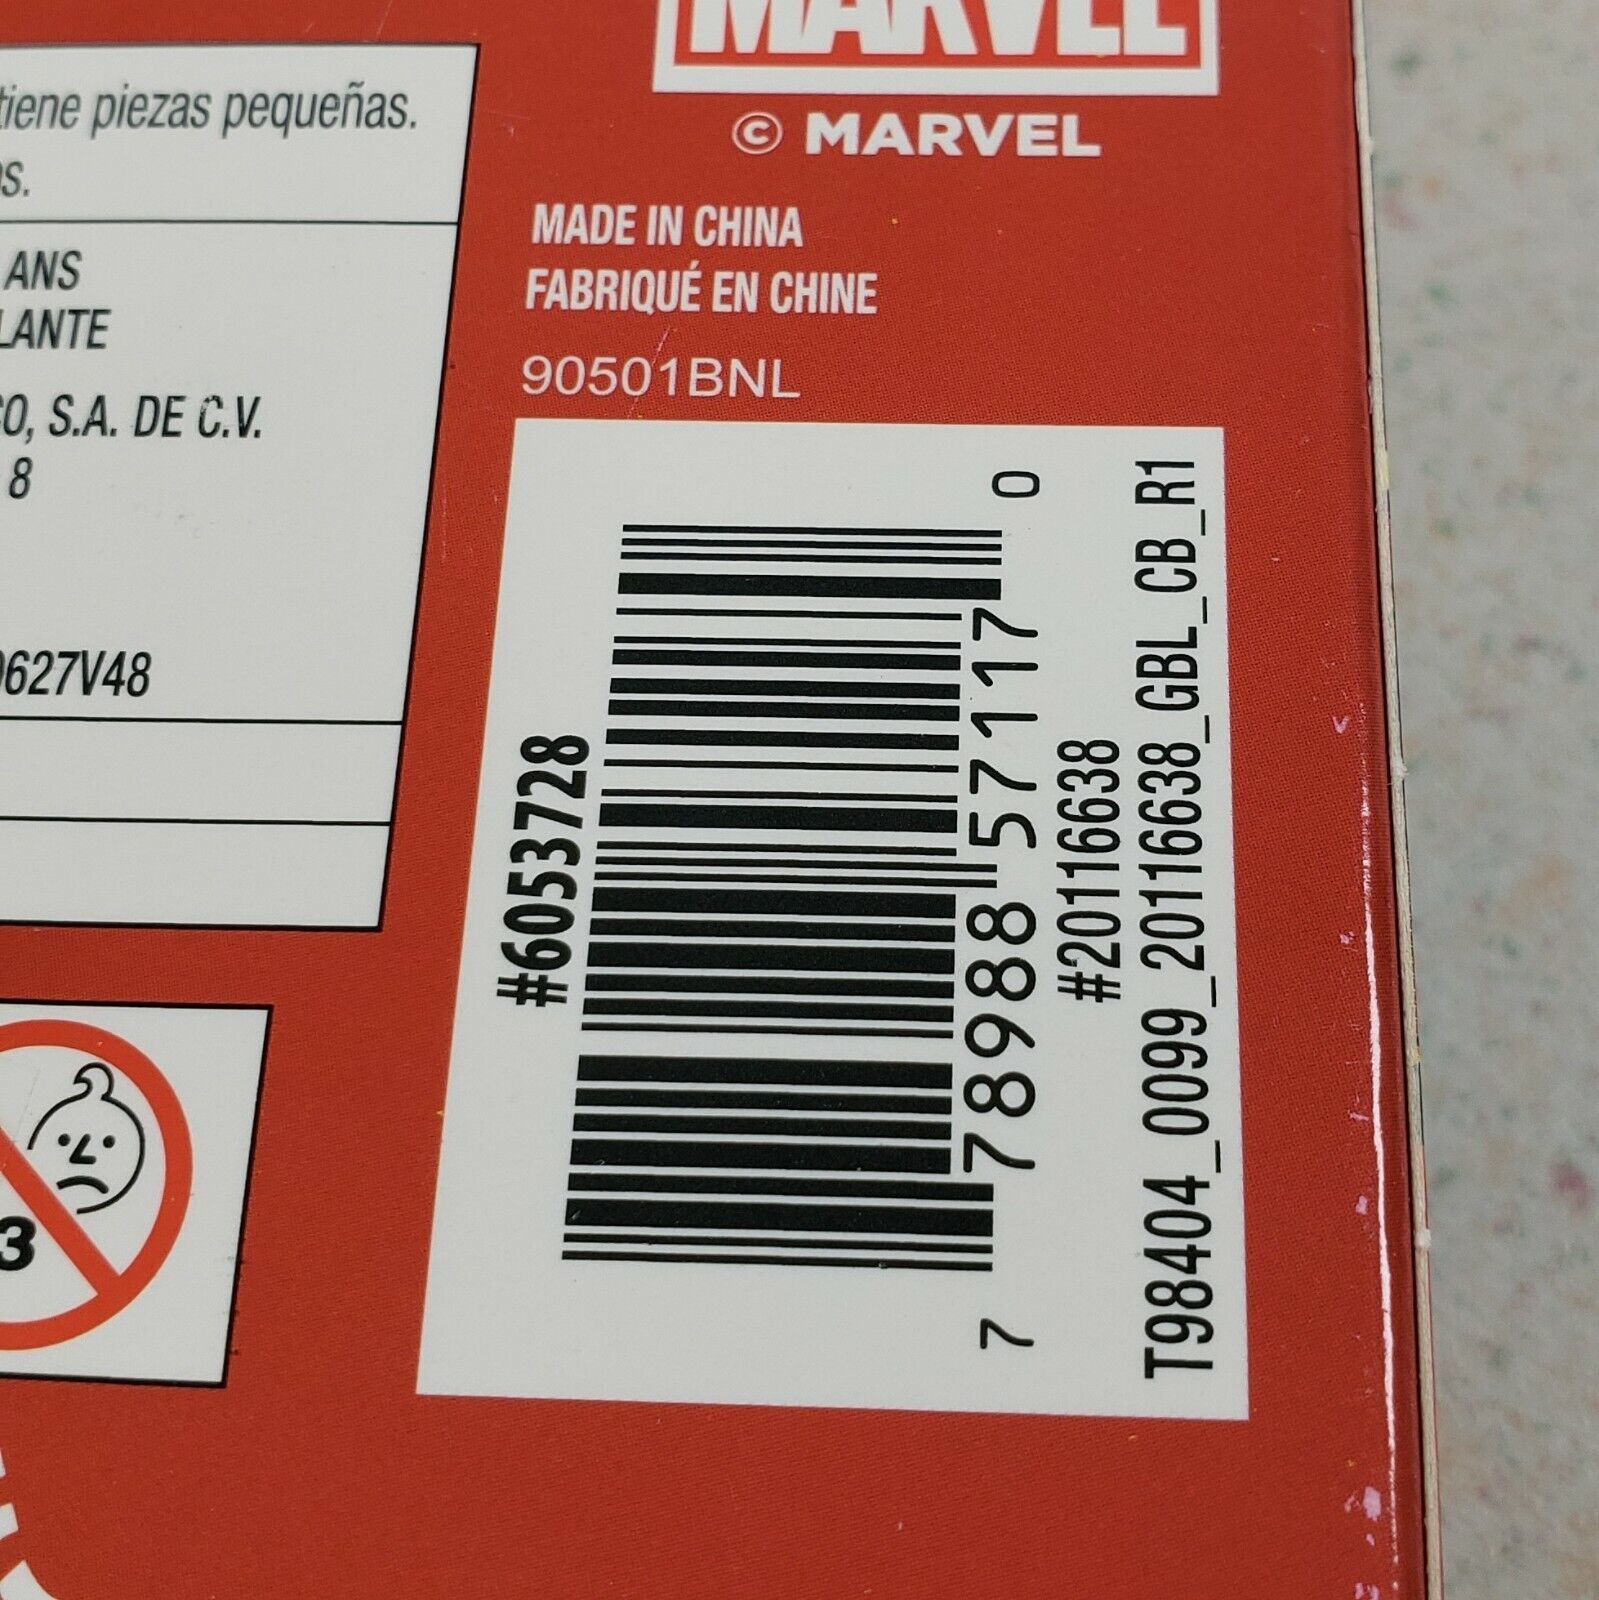 MARVEL
© MARVEL
tiene piezas pequeñas.
os.
ANS
LANTE
CO, S.A. DE C.V.
8
0627V48
3
MADE IN CHINA
FABRIQUÉ EN CHINE
90501BNL
#6053728
7 78988 57117 0
#20116638
T98404_0099_20116638_GBL_CB_R1